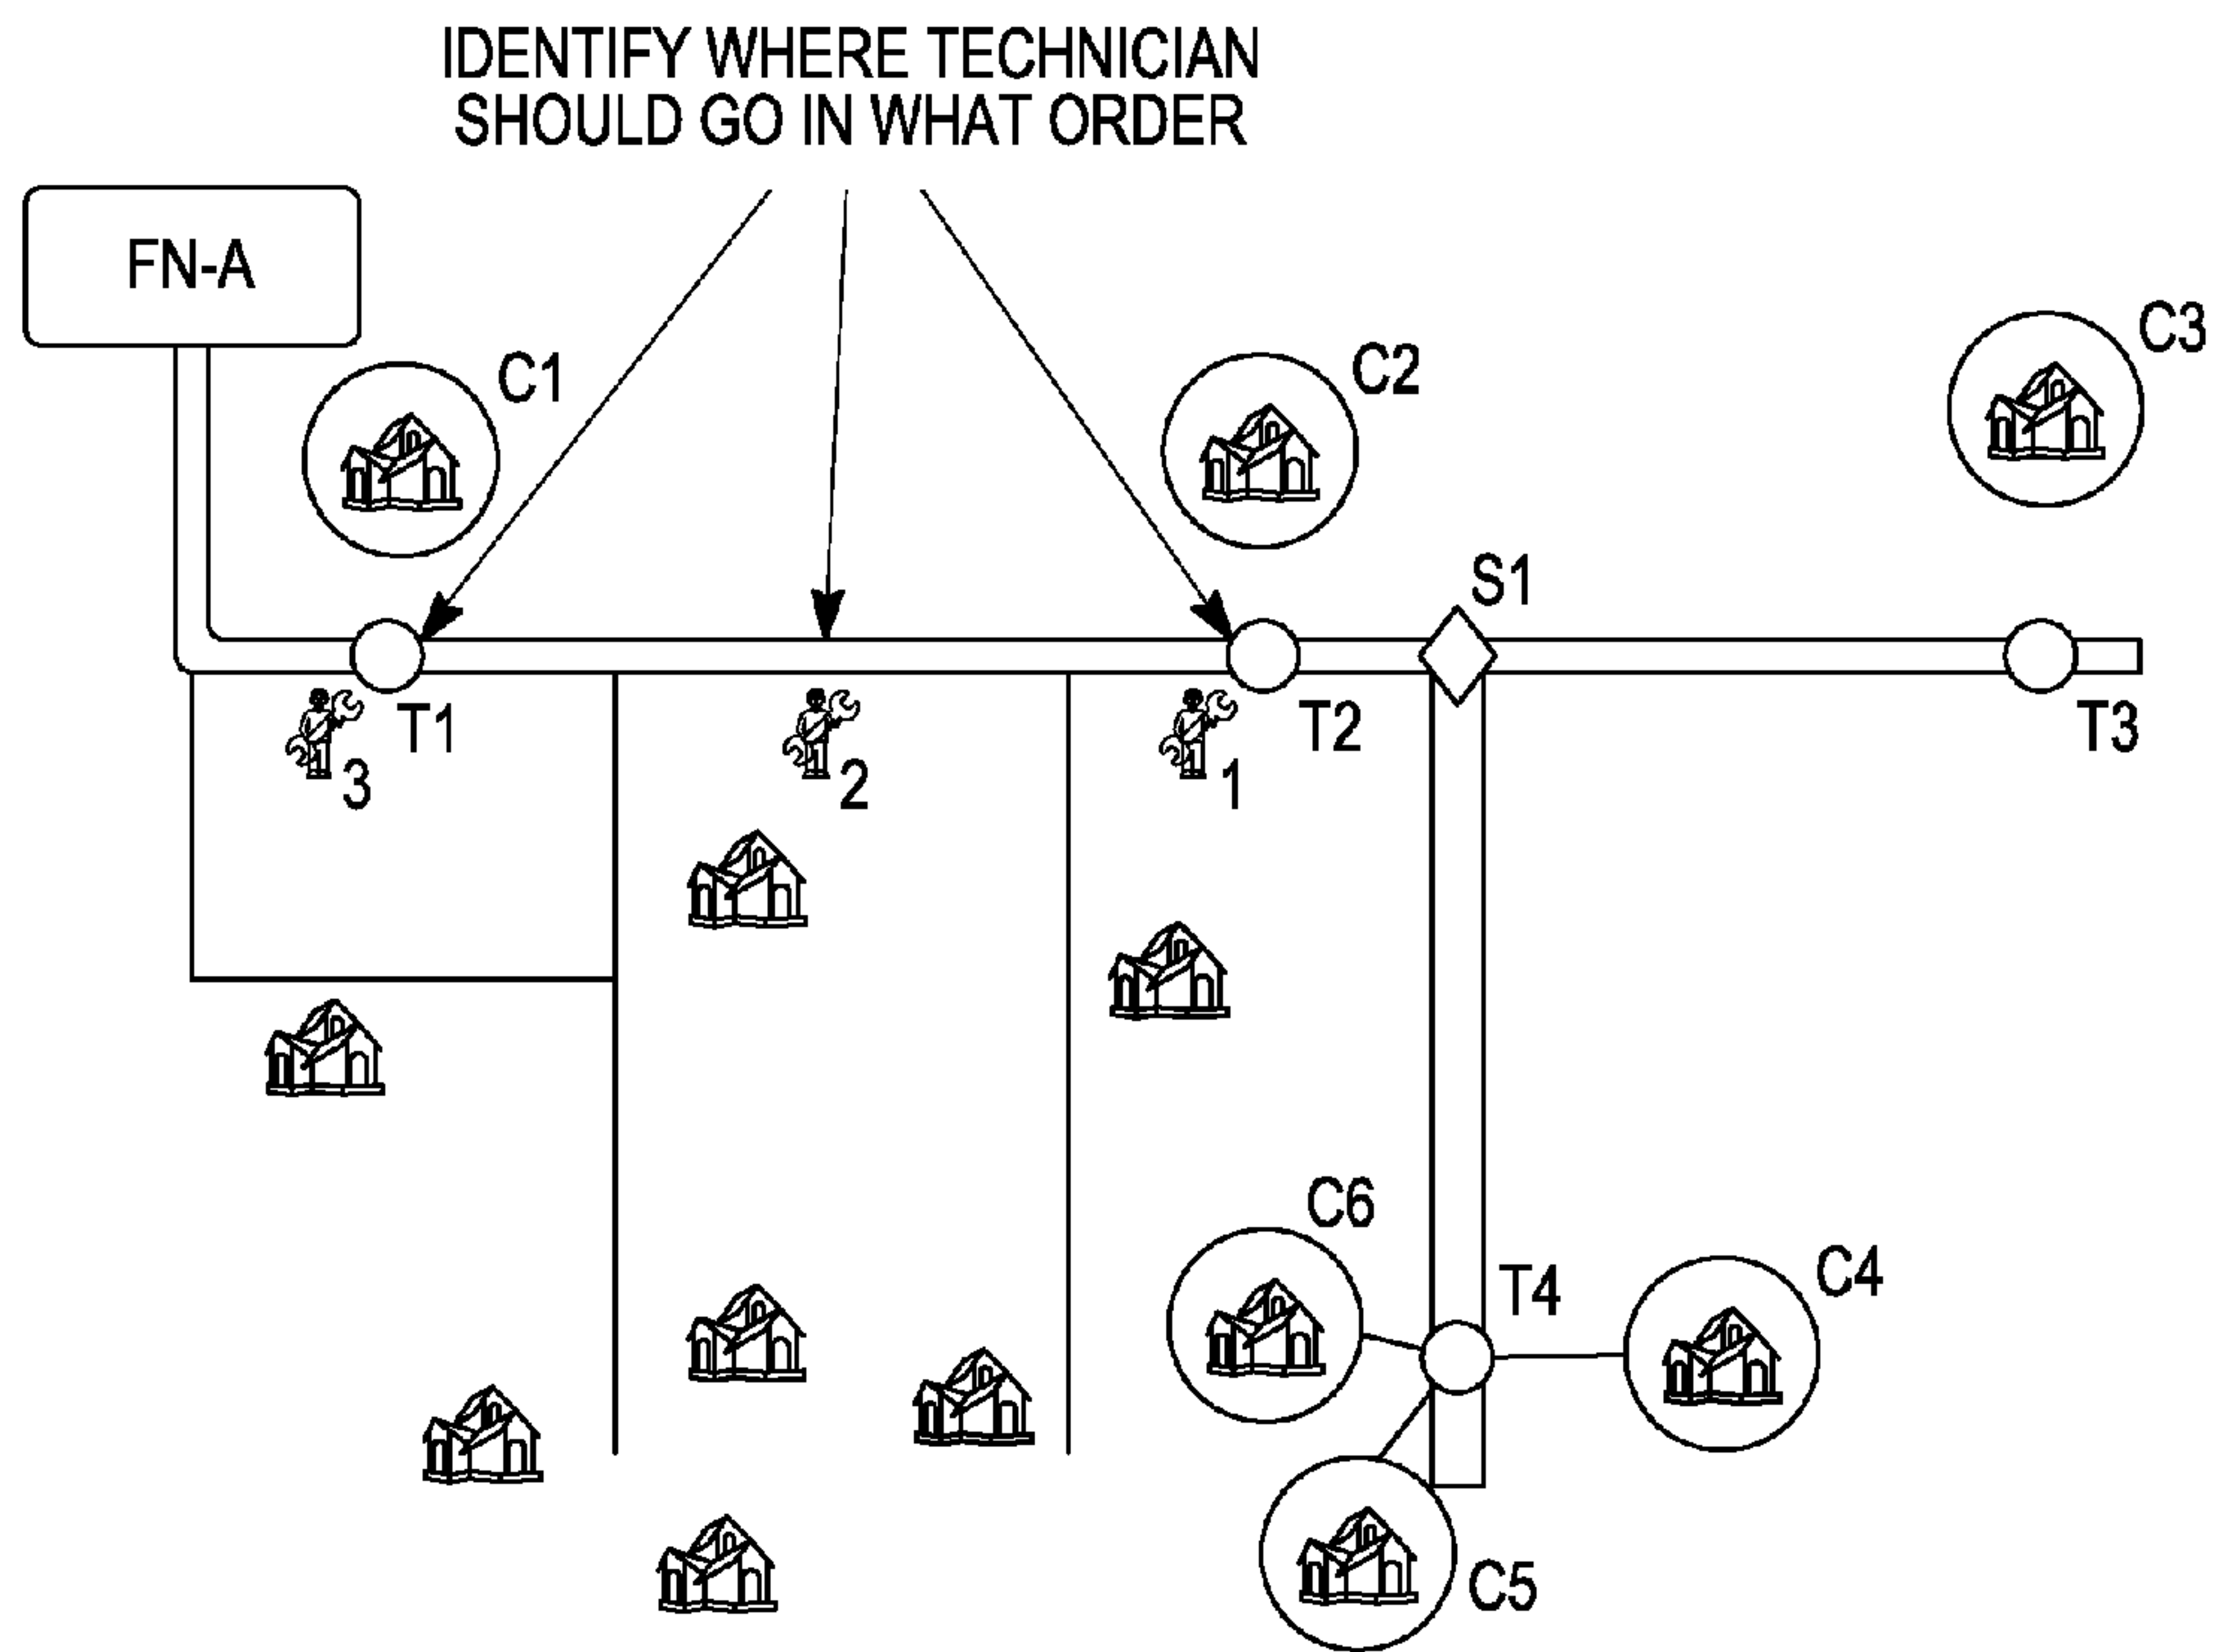 IDENTIFY WHERE TECHNICIAN
SHOULD GO IN WHAT ORDER
FN-A
C1
C2
C3
S1
T1
T2
T3
3
2
1
C6
T4
C4
C5